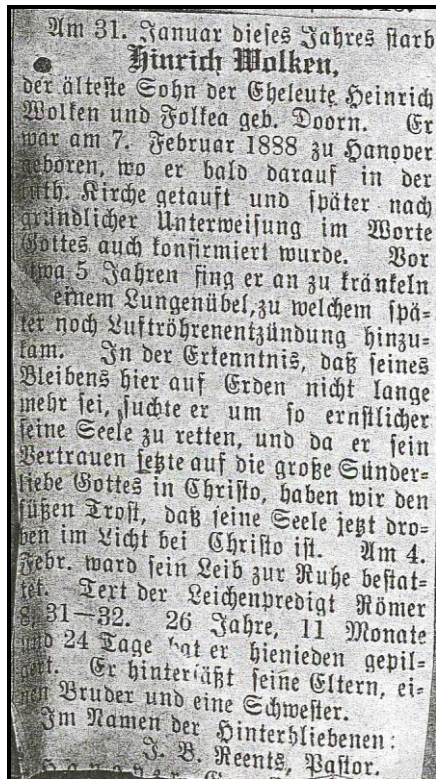 Am 31. Januar dieses Jahres starb
Hinrich Wolken,
der älteste Sohn der Eheleute Heinrich
Wolken und Folkea geb. Doorn. Er
war am 7. Februar 1888 zu Hanover
geboren, wo er bald darauf in der
luth. Kirche getauft und später nach
gründlicher Unterweisung im Worte
Gottes auch konfirmiert wurde. Vor
etwa 5 Jahren fing er an zu kränkeln
einem Lungenübel, zu welchem spä-
ter noch Luftröhrenentzündung hinzu-
kam. In der Erkenntnis, daß seines
Bleibens hier auf Erden nicht lange
mehr sei, suchte er um so ernstlicher
seine Seele zu retten, und da er sein
Vertrauen setzte auf die große Sünder-
liebe Gottes in Christo, haben wir den
süßen Trost, daß seine Seele jetzt dro-
ben im Licht bei Christo ist. Am 4.
Febr. ward sein Leib zur Ruhe bestat-
tet. Text der Leichenpredigt Römer
8, 31—32. 26 Jahre, 11 Monate
und 24 Tage hat er hienieden gepil-
gert. Er hinterläßt seine Eltern, ei-
nen Bruder und eine Schwester.
Im Namen der Hinterbliebenen:
J. B. Reents, Pastor.